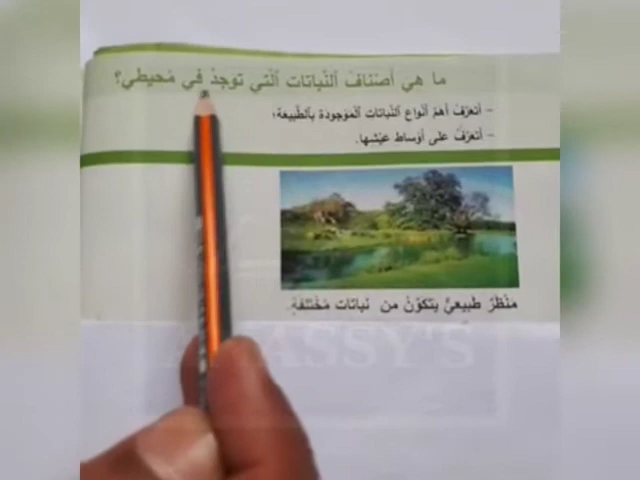 ما هي أصناف النباتات التي توجد في محيطي؟
- أتعرف أهم أنواع النباتات الموجودة بالطبيعة؛
- أتعرف على أوساط عيشها.
منظر طبيعي يتكون من نباتات مختلفة.